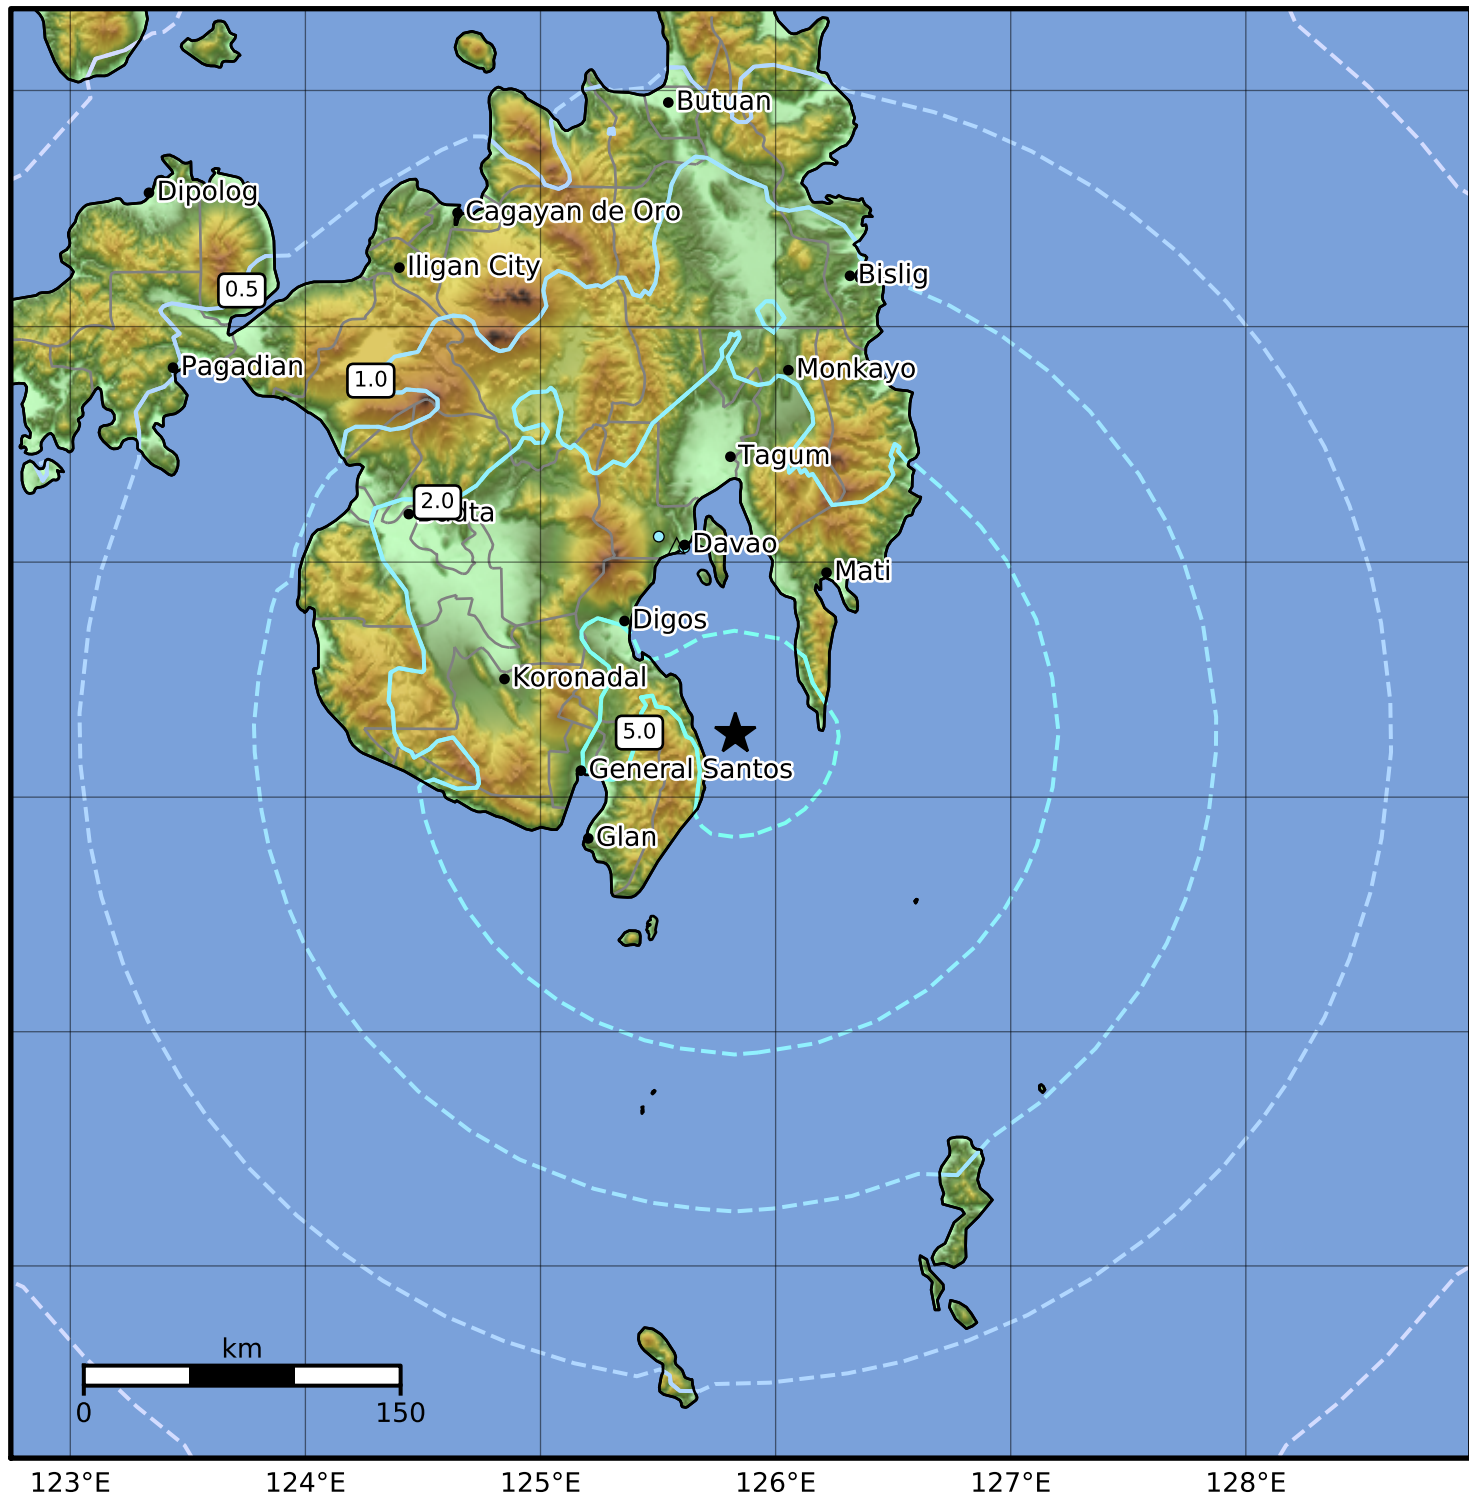 Butuan
Dipolog
Cagayan de Oro
Iligan City
Bislig
0.5
Pagadian
Monkayo
1.0
Tagum
2.0
Davao
Mati
Digos
Koronadal
5.0
General Santos
Glan
km
0
150
123°E
124°E
125°E
126°E
127°E
128°E